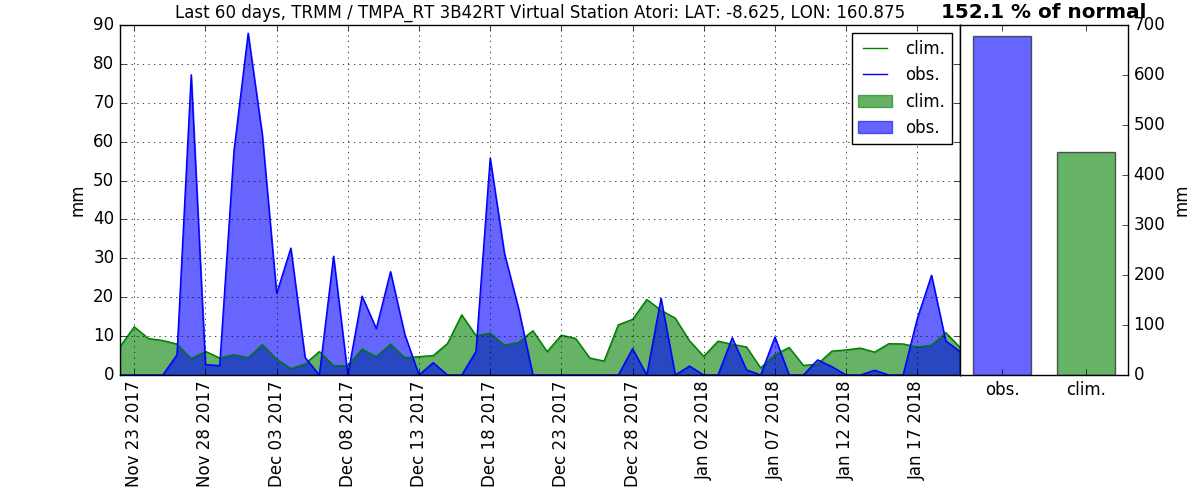 Last 60 days, TRMM / TMPA_RT 3B42RT Virtual Station Atori: LAT: -8.625, LON: 160.875
152.1 % of normal
90
80
70
60
50
40
30
20
10
0
mm
clim.
obs.
clim.
obs.
Nov 23 2017
Nov 28 2017
Dec 03 2017
Dec 08 2017
Dec 13 2017
Dec 18 2017
Dec 23 2017
Dec 28 2017
Jan 02 2018
Jan 07 2018
Jan 12 2018
Jan 17 2018
700
600
500
400
300
200
100
0
mm
obs.
clim.